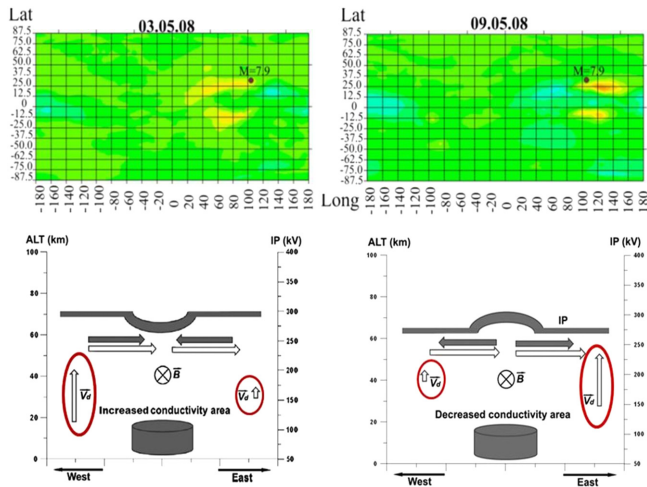 Lat
03.05.08
87.5
75.0
62.5
50.0
37.5
25.0
12.5
0
-12.5
-25.0
-37.5
-50.0
-62.5
-75.0
-87.5
M=7.9
-180 -160 -140 -120 -100 -80 -60 -40 -20 0 20 40 60 80 100 120 140 160 180
Long
Lat
09.05.08
87.5
75.0
62.5
50.0
37.5
25.0
12.5
0
-12.5
-25.0
-37.5
-50.0
-62.5
-75.0
-87.5
M=7.9
-180 -160 -140 -120 -100 -80 -60 -40 -20 0 20 40 60 80 100 120 140 160 180
ALT (km)
IP (kV)
100
80
60
40
20
0
400
350
300
250
200
150
100
50
B
Vd
Vd
Increased conductivity area
West
East
ALT (km)
IP (kV)
100
80
60
40
20
0
400
350
300
250
200
150
100
50
IP
B
Vd
Vd
Decreased conductivity area
West
East